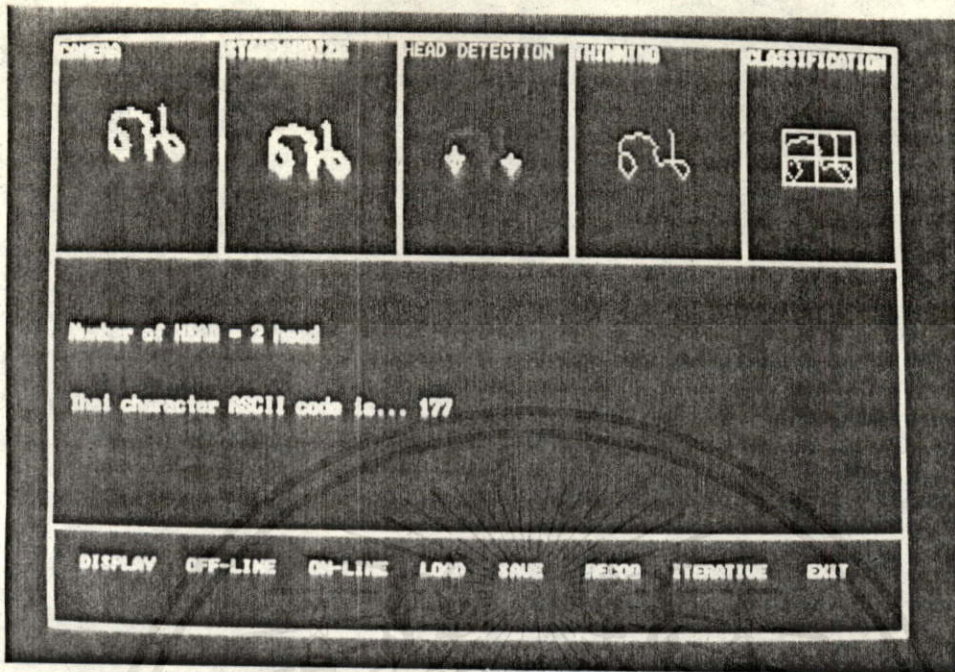 CAMERA STANDARDIZE HEAD DETECTION THINNING CLASSIFICATION
Number of HEAD = 2 head
Thai character ASCII code is... 177
DISPLAY OFF-LINE ON-LINE LOAD SAVE RECOG ITERATIVE EXIT